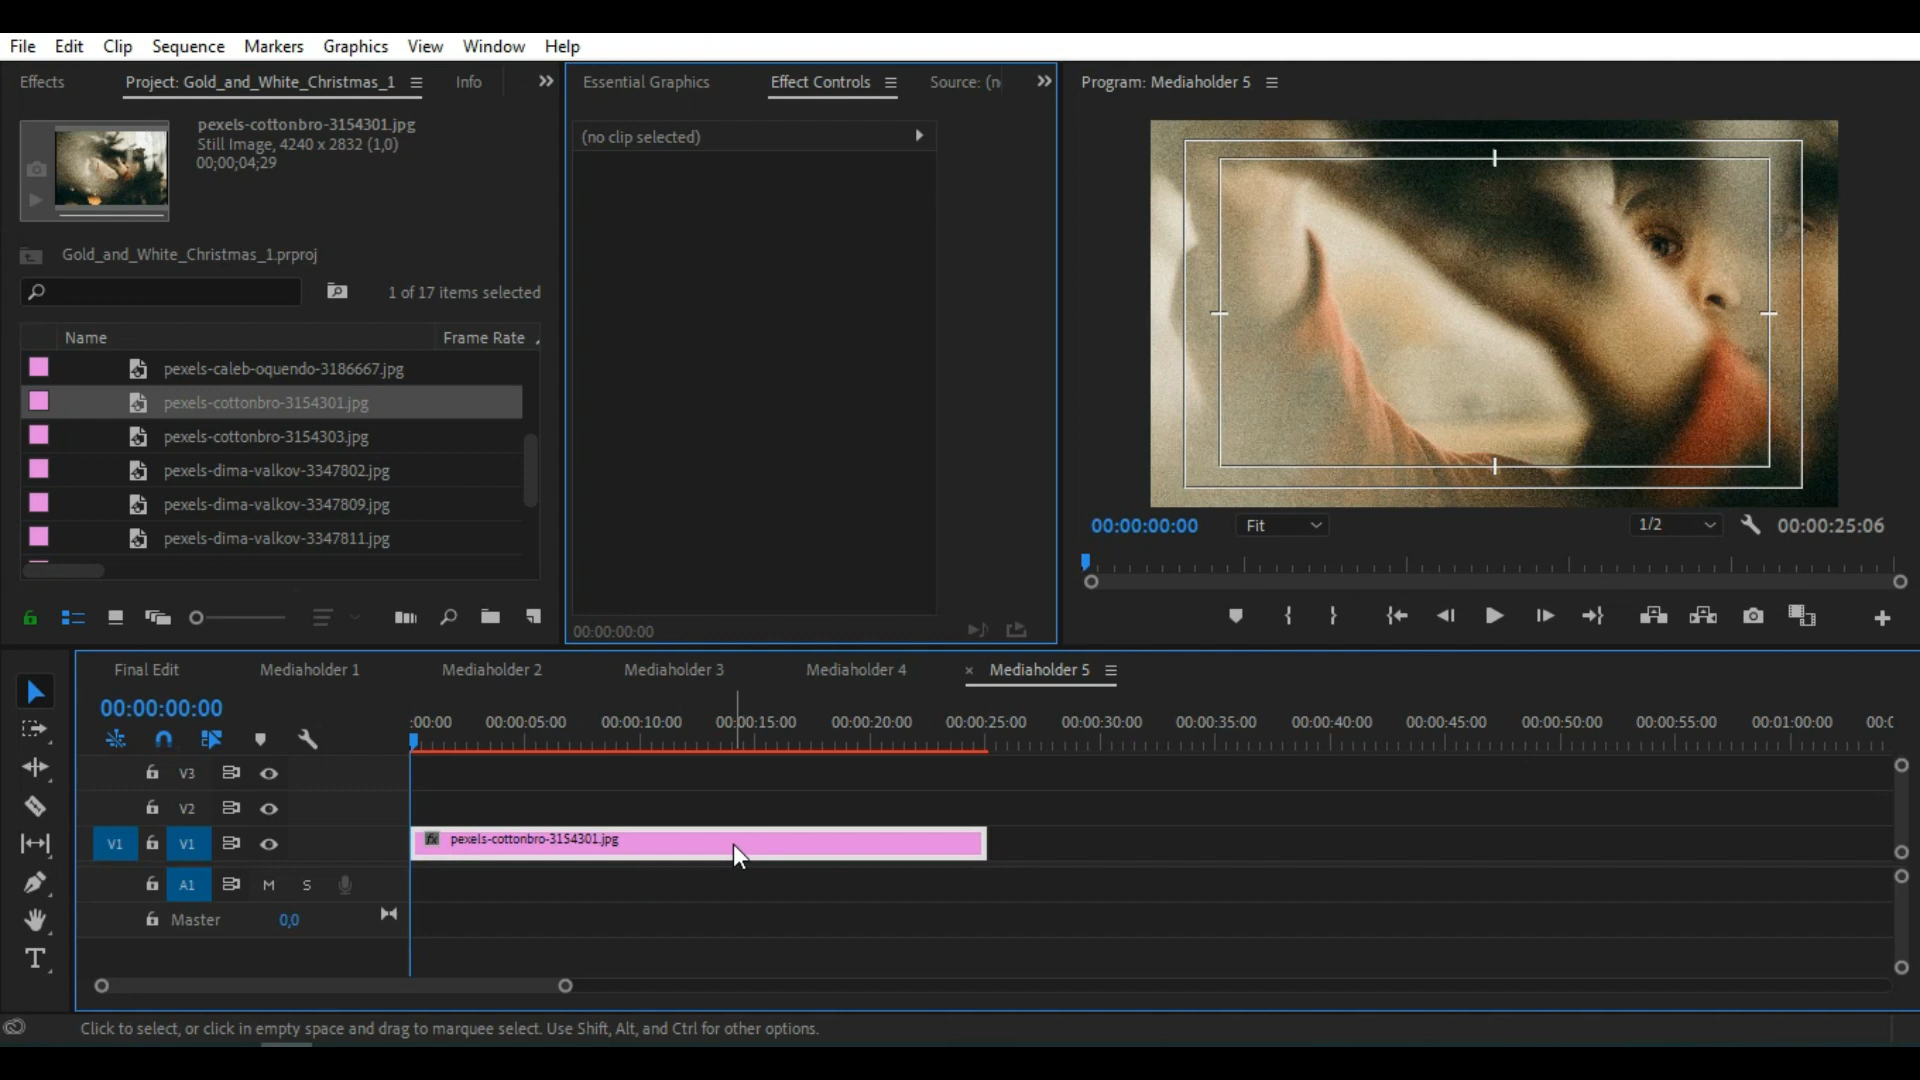 File Edit Clip Sequence Markers Graphics View Window Help
Effects Project: Gold_and_White_Christmas_1 Info
pexels-cottonbro-3154301.jpg
Still Image, 4240 x 2832 (1,0)
00;00;04;29
Gold_and_White_Christmas_1.prproj
1 of 17 items selected
Name Frame Rate
pexels-caleb-oquendo-3186667.jpg
pexels-cottonbro-3154301.jpg
pexels-cottonbro-3154303.jpg
pexels-dima-valkov-3347802.jpg
pexels-dima-valkov-3347809.jpg
pexels-dima-valkov-3347811.jpg
Essential Graphics Effect Controls Source: (n
(no clip selected)
00:00:00:00
Program: Mediaholder 5
00:00:00:00 Fit 1/2 00:00:25:06
Final Edit Mediaholder 1 Mediaholder 2 Mediaholder 3 Mediaholder 4 × Mediaholder 5
00:00:00:00
:00:00 00:00:05:00 00:00:10:00 00:00:15:00 00:00:20:00 00:00:25:00 00:00:30:00 00:00:35:00 00:00:40:00 00:00:45:00 00:00:50:00 00:00:55:00 00:01:00:00 00:0
V3
V2
V1 V1 fx pexels-cottonbro-3154301.jpg
A1 M S
Master 0,0
T
Click to select, or click in empty space and drag to marquee select. Use Shift, Alt, and Ctrl for other options.